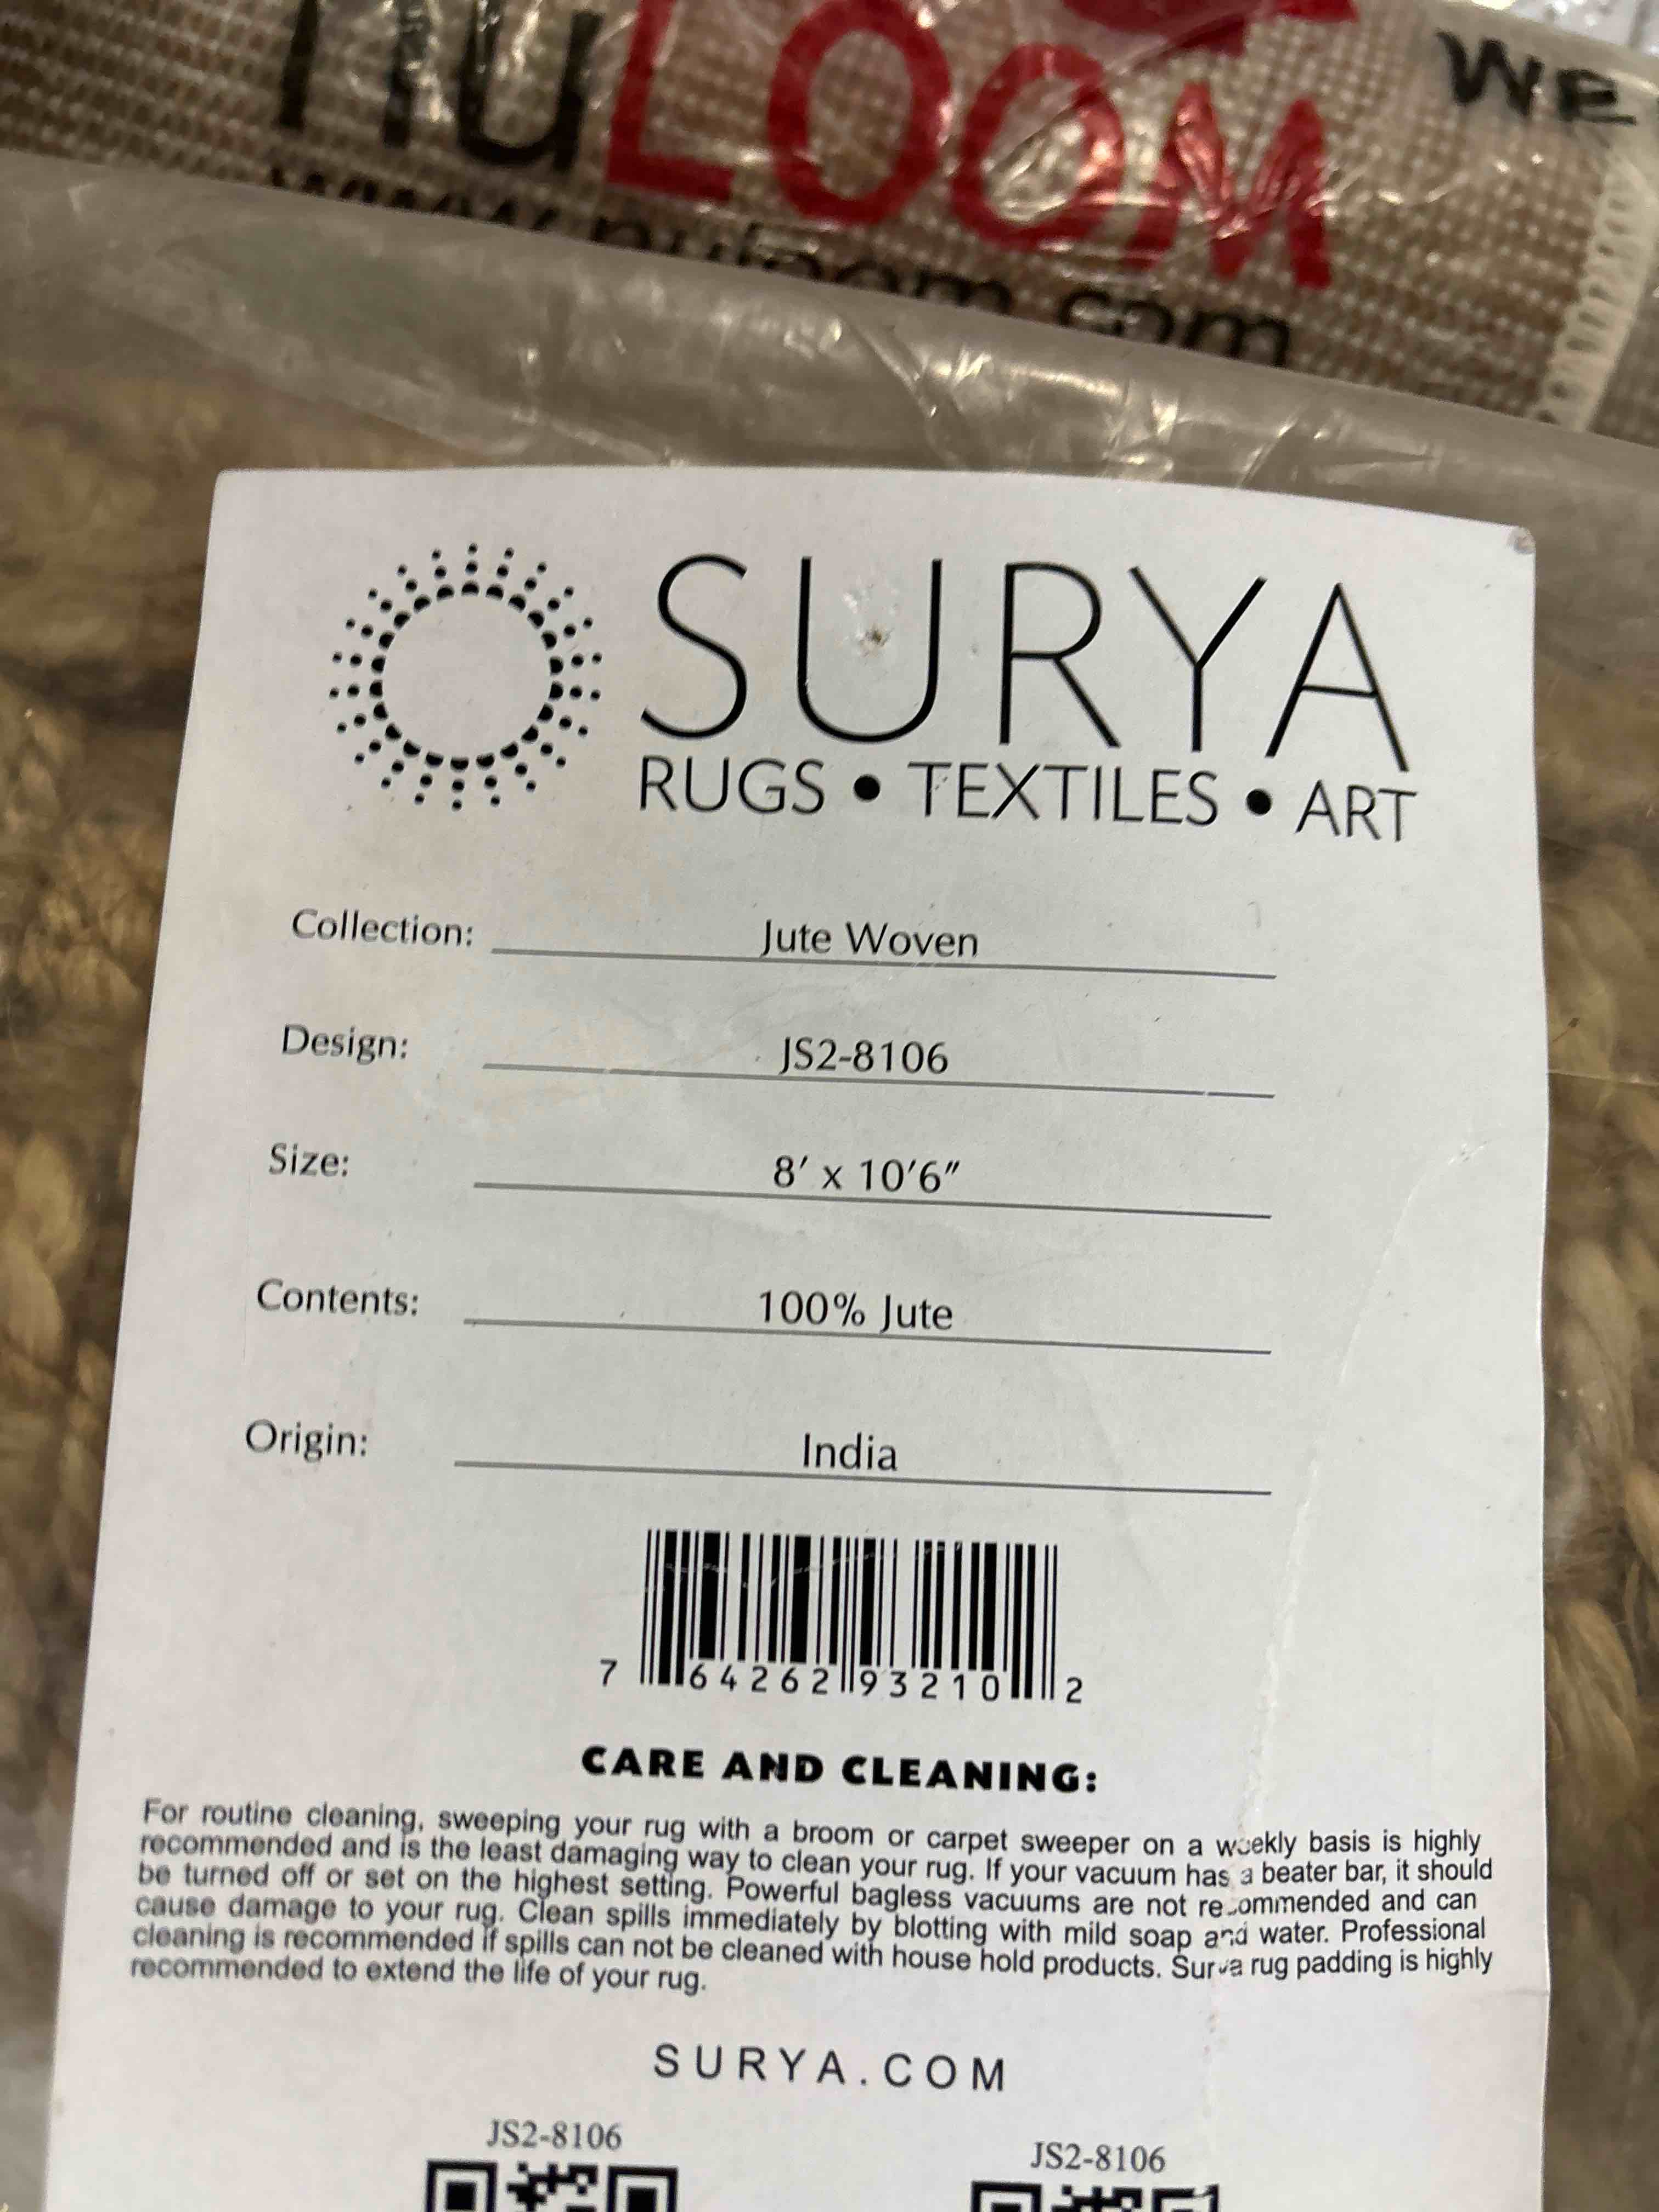 nuLOOM
WE
www.nuloom.com
SURYA
RUGS • TEXTILES • ART
Collection: Jute Woven
Design: JS2-8106
Size: 8′ x 10′6″
Contents: 100% Jute
Origin: India
7 64262 93210 2
CARE AND CLEANING:
For routine cleaning, sweeping your rug with a broom or carpet sweeper on a weekly basis is highly
recommended and is the least damaging way to clean your rug. If your vacuum has a beater bar, it should
be turned off or set on the highest setting. Powerful bagless vacuums are not recommended and can
cause damage to your rug. Clean spills immediately by blotting with mild soap and water. Professional
cleaning is recommended if spills can not be cleaned with house hold products. Surya rug padding is highly
recommended to extend the life of your rug.
SURYA.COM
JS2-8106
JS2-8106